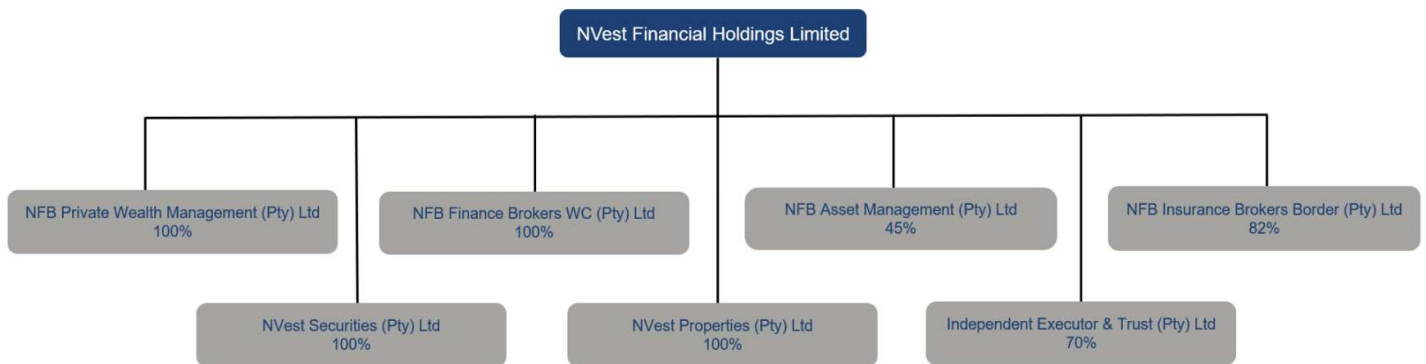 NVest Financial Holdings Limited
NFB Private Wealth Management (Pty) Ltd
100%
NFB Finance Brokers WC (Pty) Ltd
100%
NFB Asset Management (Pty) Ltd
45%
NFB Insurance Brokers Border (Pty) Ltd
82%
NVest Securities (Pty) Ltd
100%
NVest Properties (Pty) Ltd
100%
Independent Executor & Trust (Pty) Ltd
70%